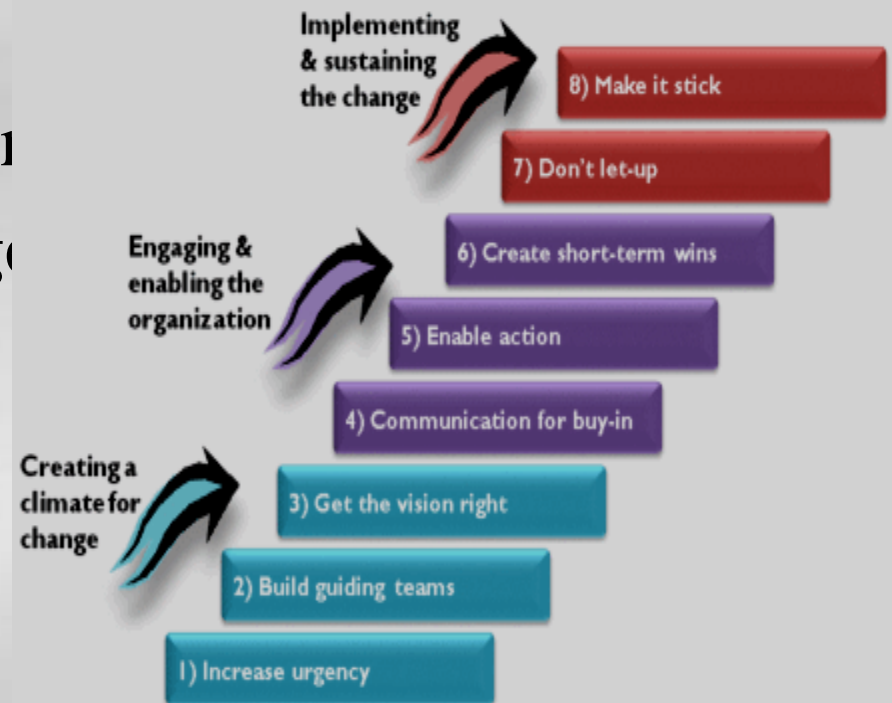 Implementing
& sustaining
the change
8) Make it stick
7) Don't let-up
Engaging &
enabling the
organization
6) Create short-term wins
5) Enable action
4) Communication for buy-in
Creating a
climate for
change
3) Get the vision right
2) Build guiding teams
1) Increase urgency